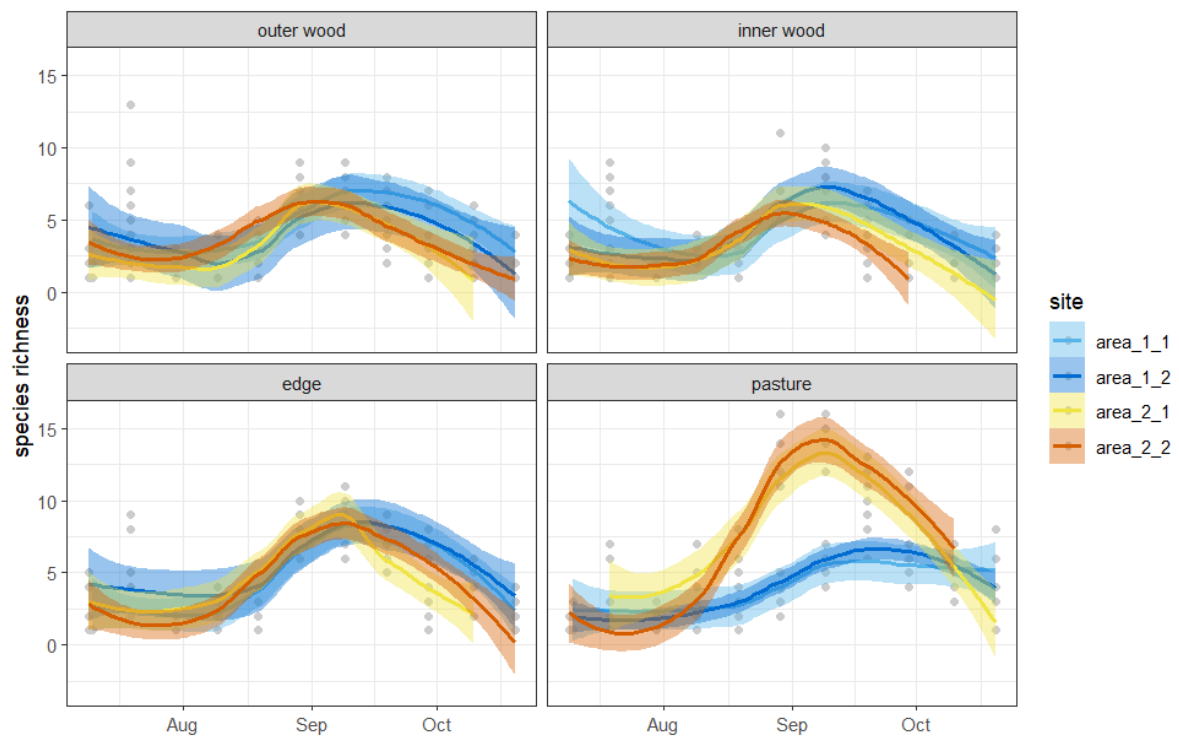 outer wood
inner wood
15
10
5
0
edge
pasture
15
10
5
0
Aug
Sep
Oct
Aug
Sep
Oct
species richness
site
area_1_1
area_1_2
area_2_1
area_2_2